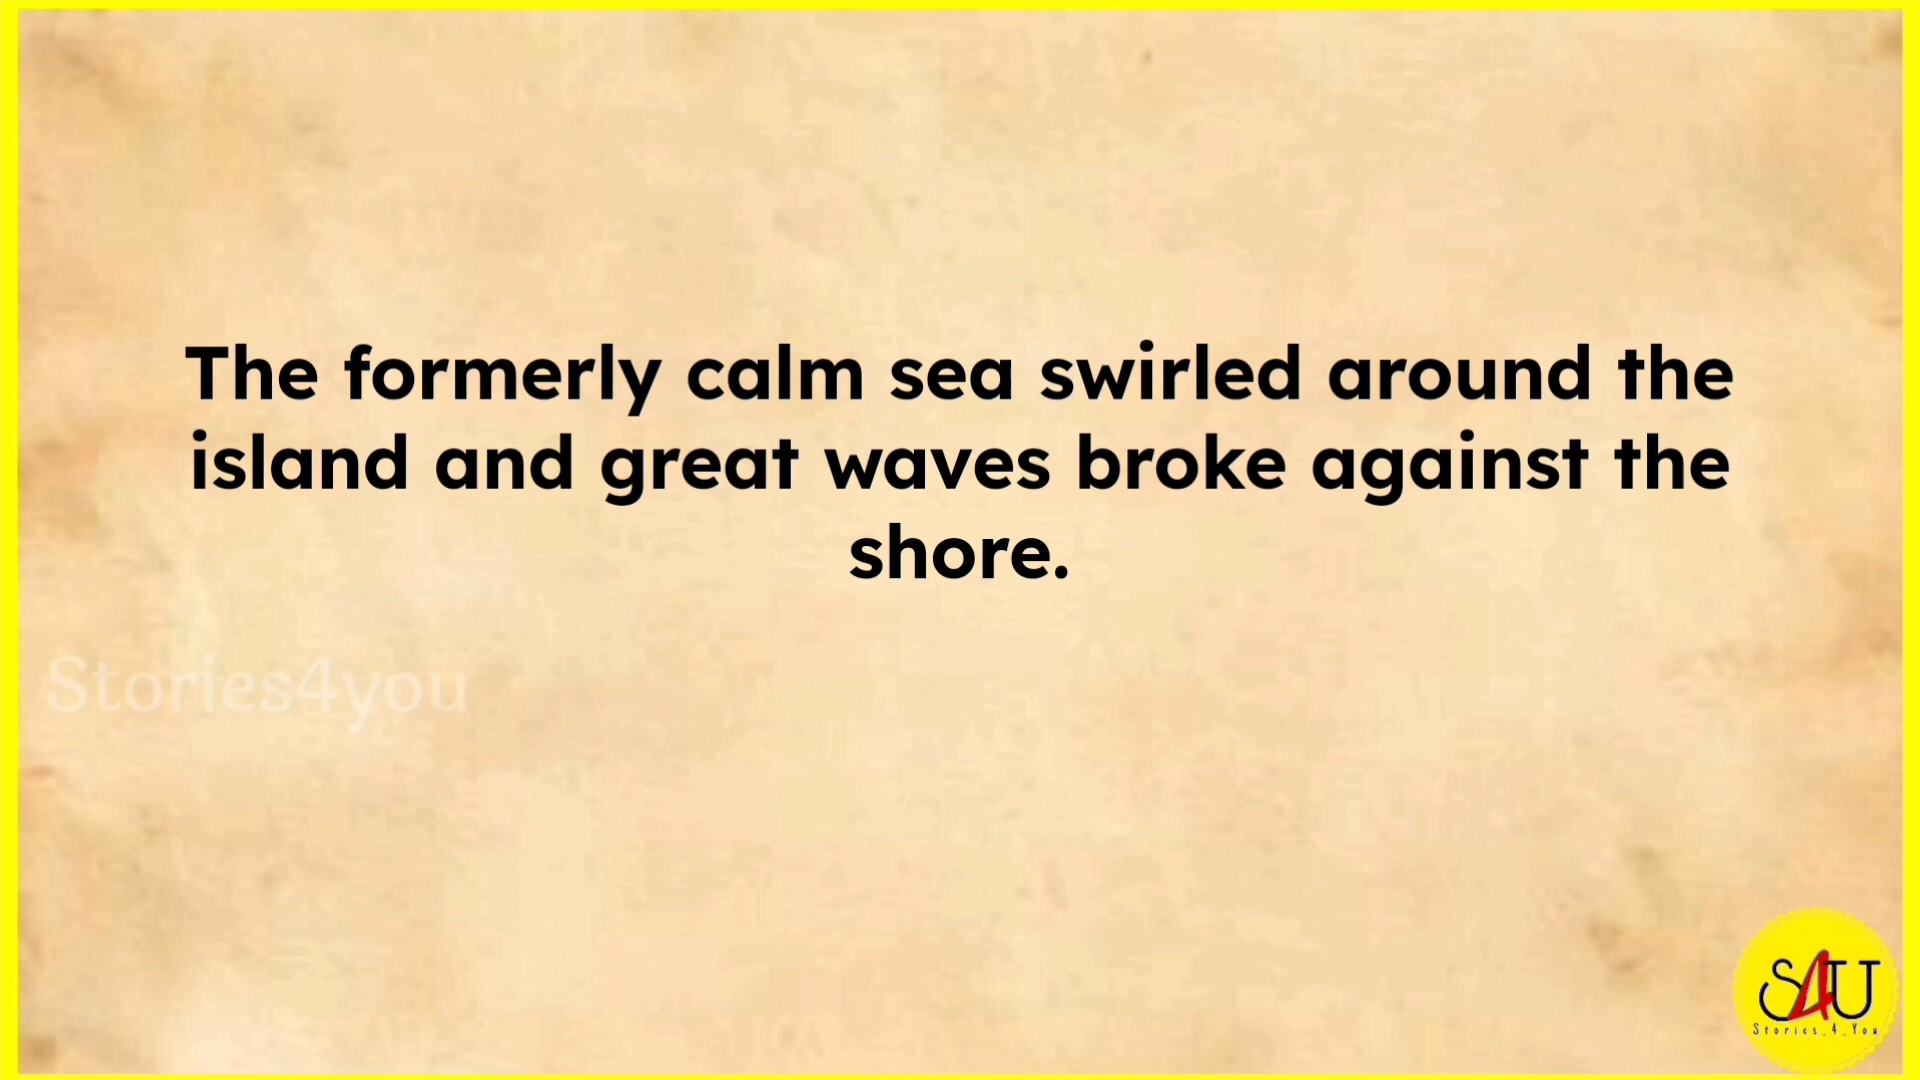 The formerly calm sea swirled around the
island and great waves broke against the
shore.
Stories4you
S4U
Stories_4_You